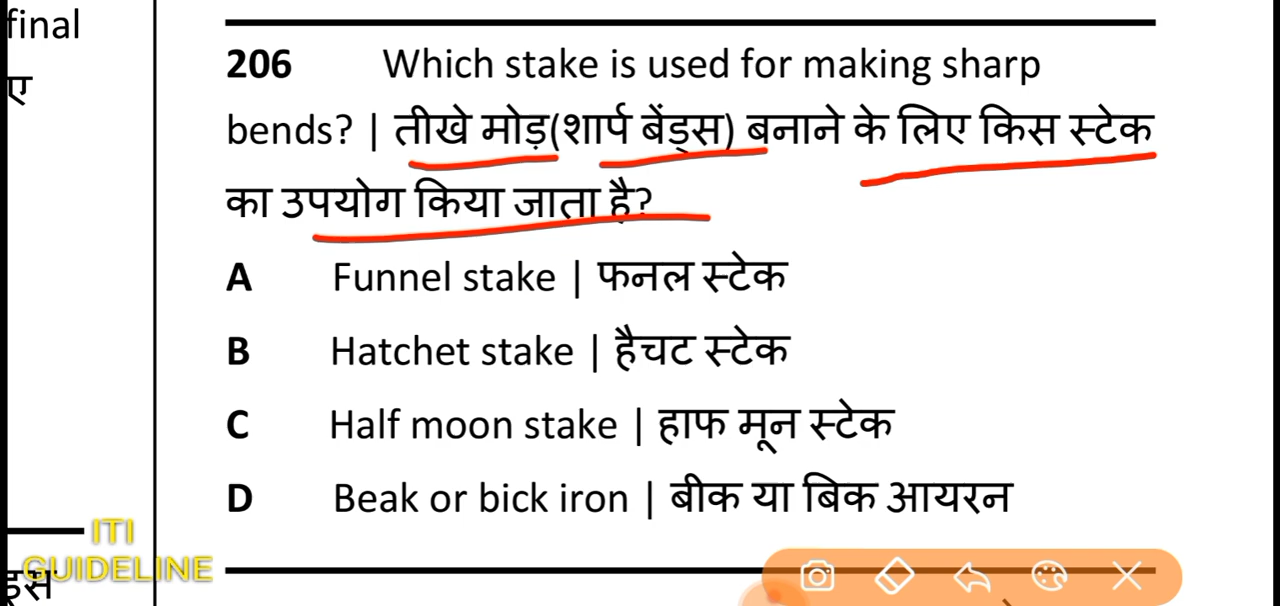 final
ए
206 Which stake is used for making sharp
bends? | तीखे मोड़(शार्प बेंड्स) बनाने के लिए किस स्टेक
का उपयोग किया जाता है?
A Funnel stake | फनल स्टेक
B Hatchet stake | हैचट स्टेक
C Half moon stake | हाफ मून स्टेक
D Beak or bick iron | बीक या बिक आयरन
ITI
GUIDELINE